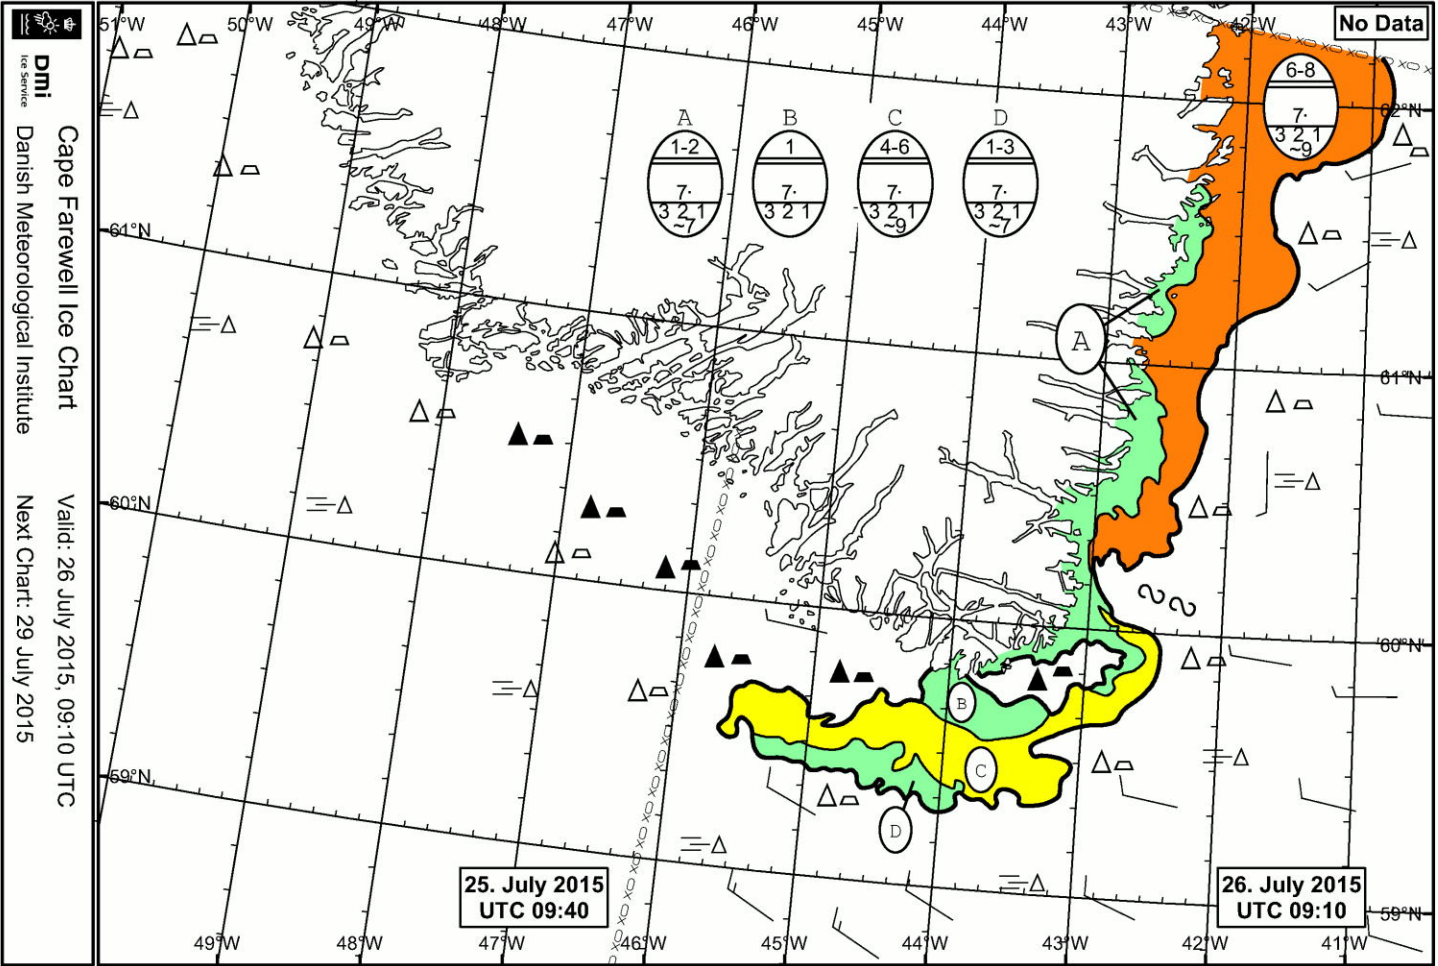 Dmi
Ice Service
Cape Farewell Ice Chart
Danish Meteorological Institute
Valid: 26 July 2015, 09:10 UTC
Next Chart: 29 July 2015
51°W
50°W
49°W
48°W
47°W
46°W
45°W
44°W
43°W
42°W
No Data
6-8
7·
3 2 1
~9
62°N
A
1-2
7·
3 2 1
~7
B
1
7·
3 2 1
C
4-6
7·
3 2 1
~9
D
1-3
7·
3 2 1
~7
61°N
A
61°N
60°N
60°N
B
C
59°N
D
25. July 2015
UTC 09:40
26. July 2015
UTC 09:10
59°N
49°W
48°W
47°W
46°W
45°W
44°W
43°W
42°W
41°W